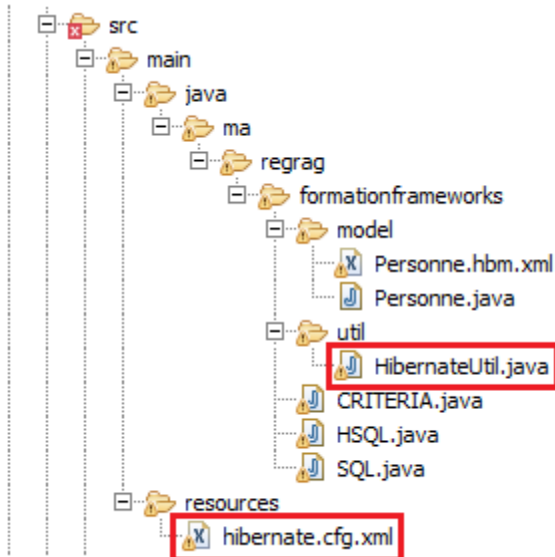 src
main
java
ma
regrag
formationframeworks
model
Personne.hbm.xml
Personne.java
util
HibernateUtil.java
CRITERIA.java
HSQL.java
SQL.java
resources
hibernate.cfg.xml